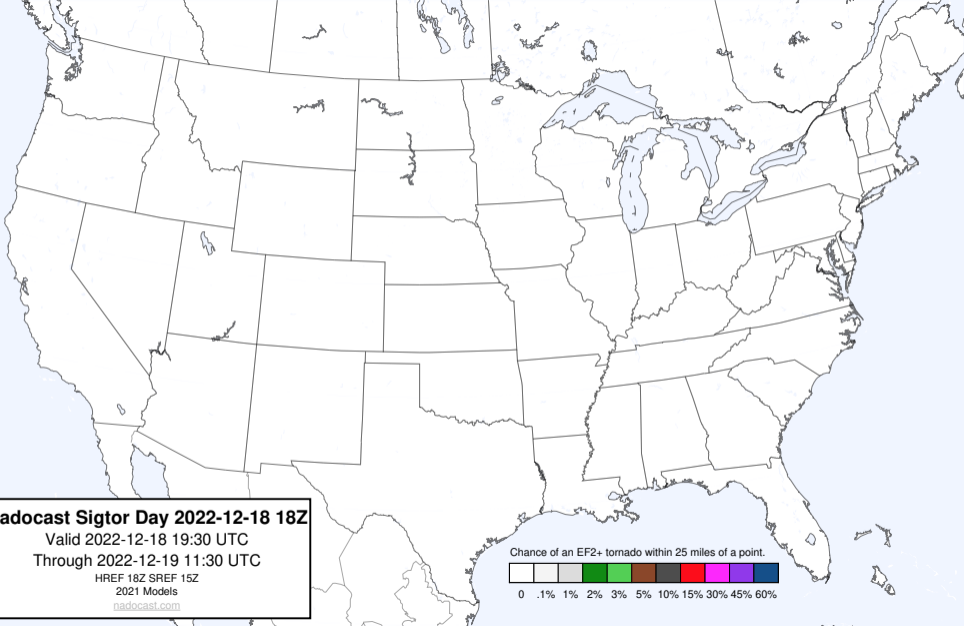 adocast Sigtor Day 2022-12-18 18Z
Valid 2022-12-18 19:30 UTC
Through 2022-12-19 11:30 UTC
HREF 18Z SREF 15Z
2021 Models
nadocast.com
Chance of an EF2+ tornado within 25 miles of a point.
0 .1% 1% 2% 3% 5% 10% 15% 30% 45% 60%